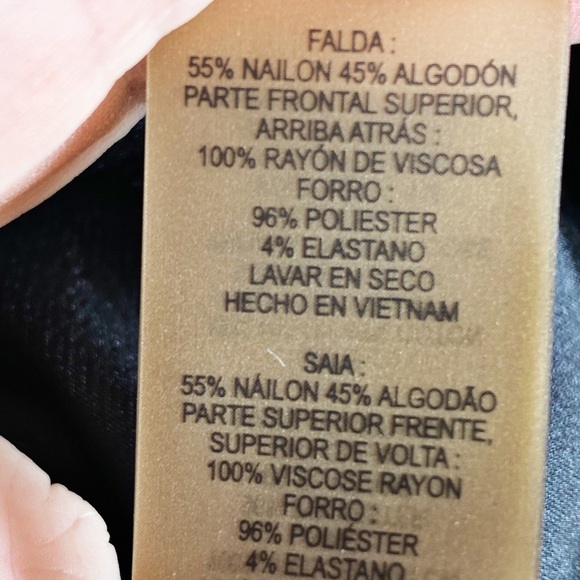 FALDA :
55% NAILON 45% ALGODÓN
PARTE FRONTAL SUPERIOR,
ARRIBA ATRÁS :
100% RAYÓN DE VISCOSA
FORRO :
96% POLIESTER
4% ELASTANO
LAVAR EN SECO
HECHO EN VIETNAM
SAIA :
55% NÁILON 45% ALGODÃO
PARTE SUPERIOR FRENTE,
SUPERIOR DE VOLTA :
100% VISCOSE RAYON
FORRO :
96% POLIÉSTER
4% ELASTANO